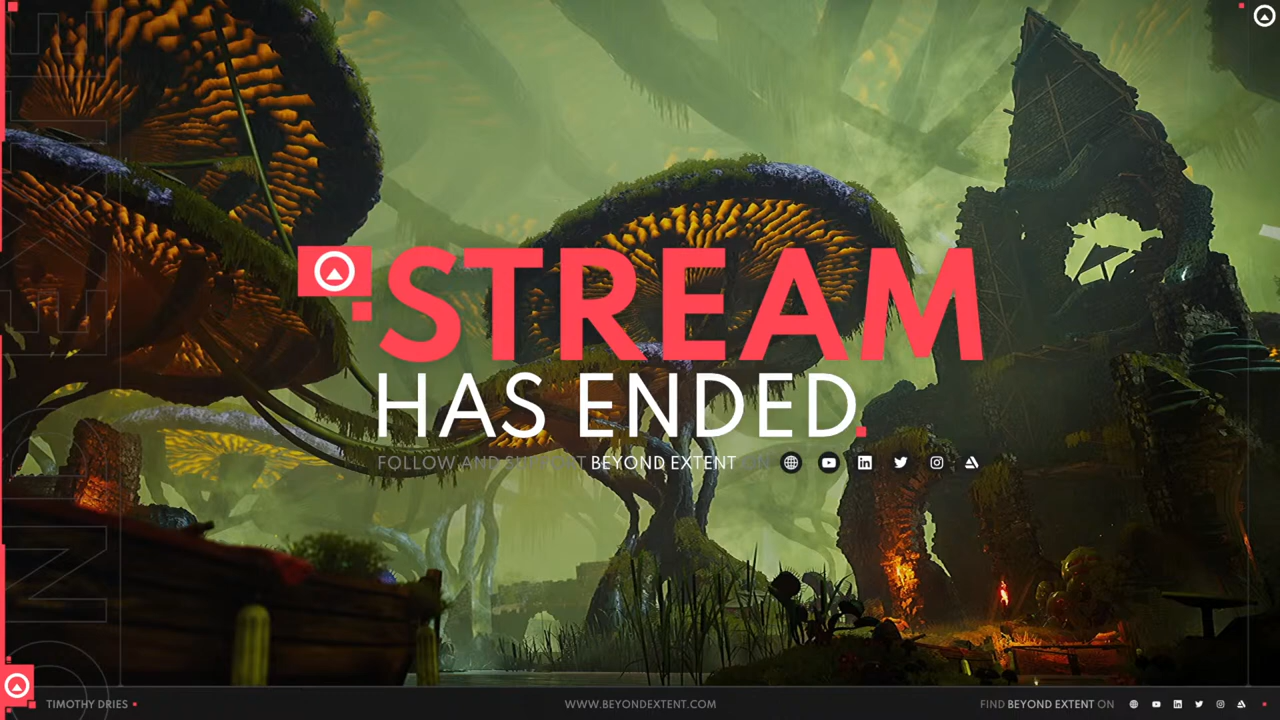 STREAM
HAS ENDED.
FOLLOW AND SUPPORT BEYOND EXTENT ON
TIMOTHY DRIES
WWW.BEYONDEXTENT.COM
FIND BEYOND EXTENT ON